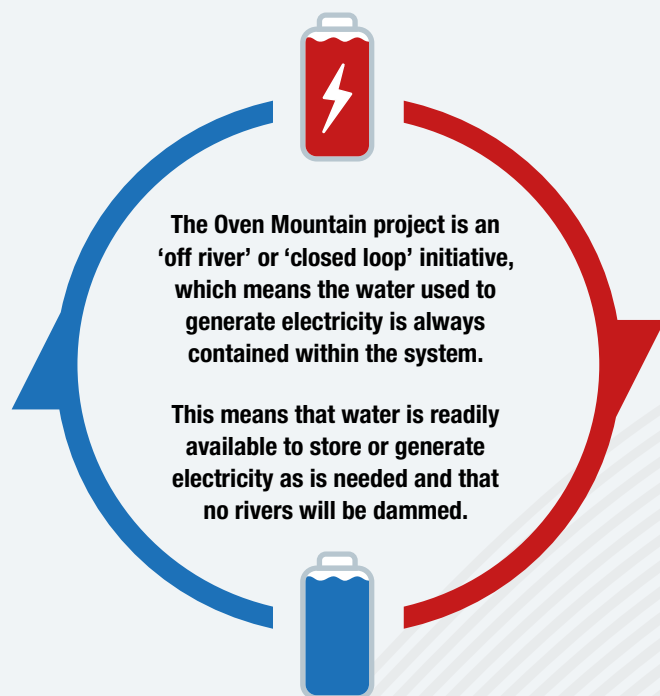 The Oven Mountain project is an
‘off river’ or ‘closed loop’ initiative,
which means the water used to
generate electricity is always
contained within the system.
This means that water is readily
available to store or generate
electricity as is needed and that
no rivers will be dammed.